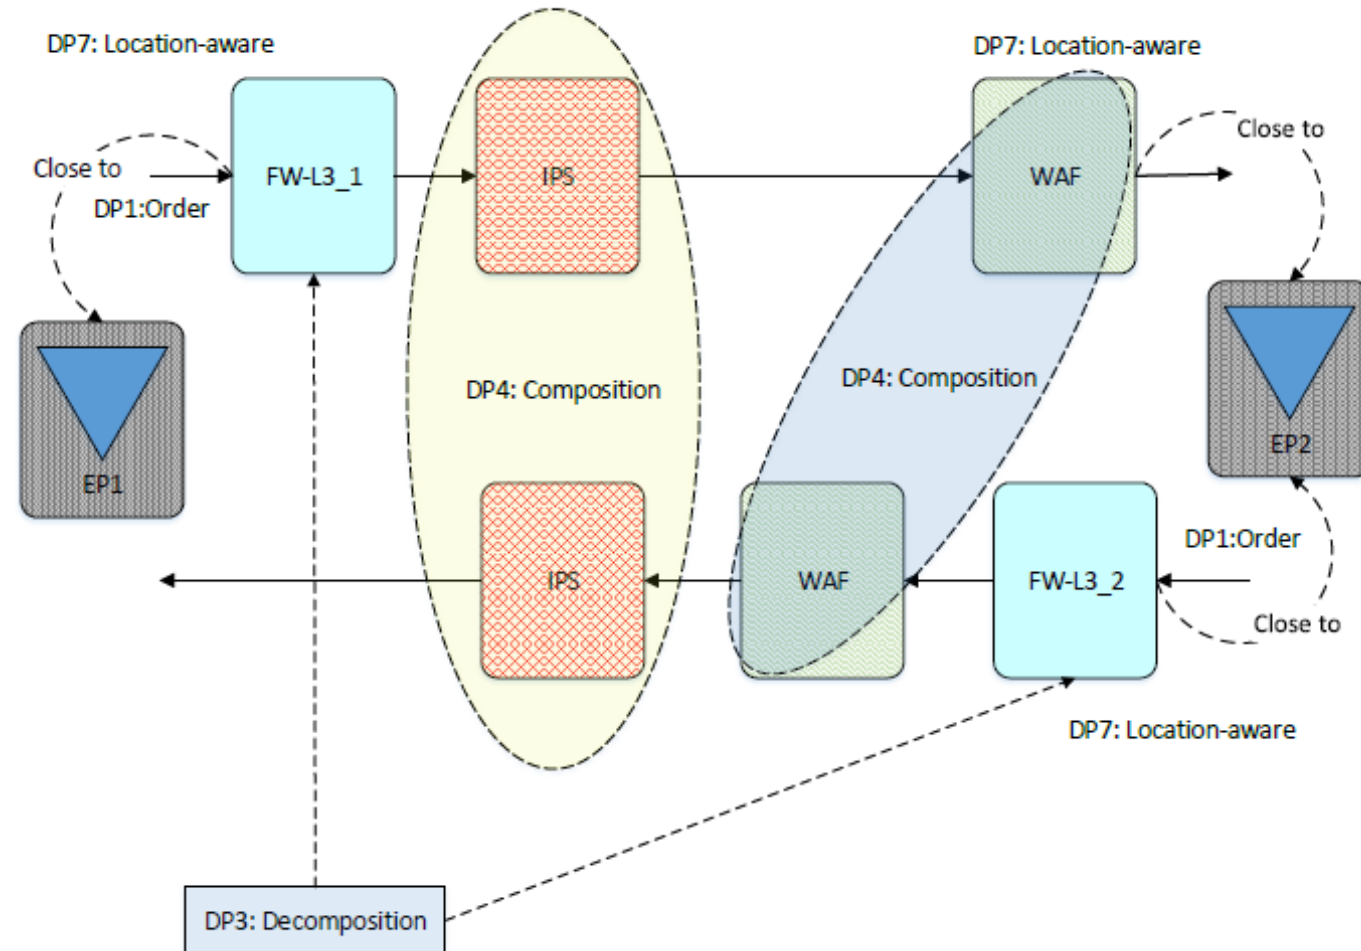 DP7: Location-aware
DP7: Location-aware
Close to
Close to
FW-L3_1
IPS
WAF
DP1:Order
DP4: Composition
DP4: Composition
EP1
EP2
DP1:Order
IPS
WAF
FW-L3_2
Close to
DP7: Location-aware
DP3: Decomposition